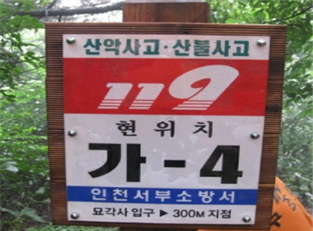 산악사고·산불사고
119
현위치
가-4
인천서부소방서
묘각사 입구 ▶ 300M 지점